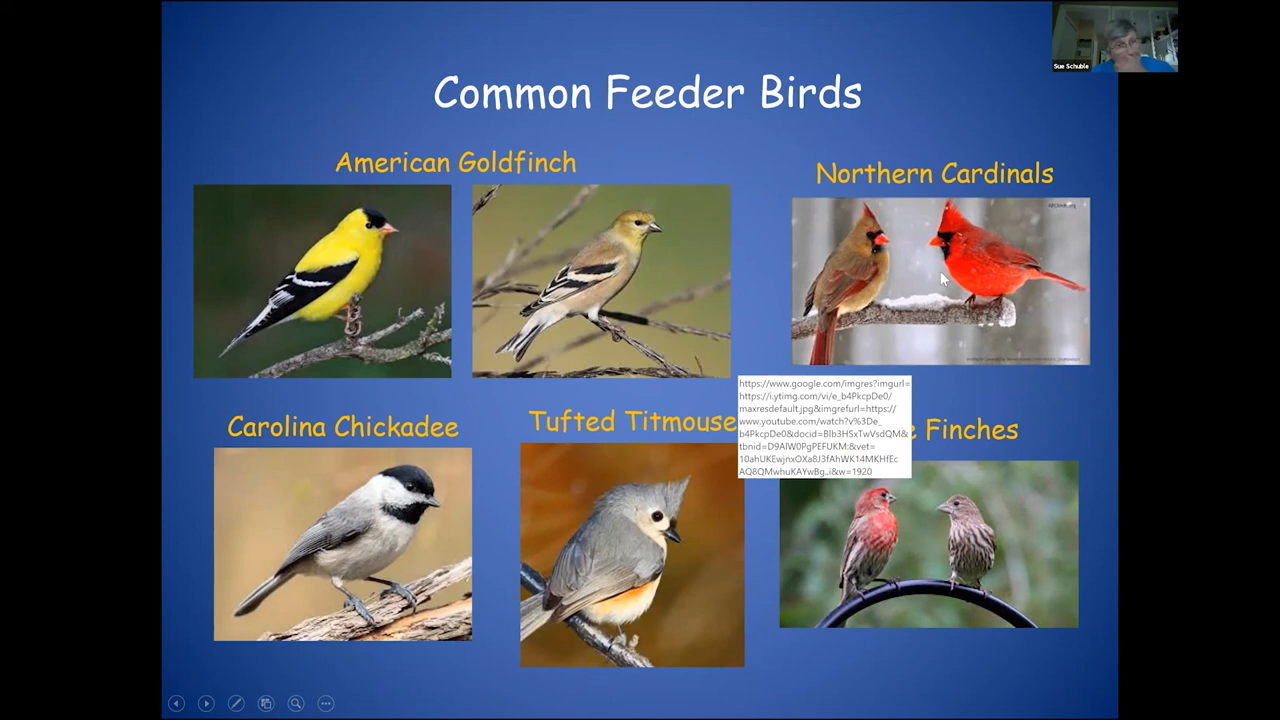 Sue Schuble
Common Feeder Birds
American Goldfinch
Northern Cardinals
Carolina Chickadee
Tufted Titmouse
https://www.google.com/imgres?imgurl=
https://i.ytimg.com/vi/e_b4PkcpDe0/
maxresdefault.jpg&imgrefurl=https://
www.youtube.com/watch?v%3De_
b4PkcpDe0&docid=BIb3HSxTwVsdQM&
tbnid=D9AlW0PgPEFUKM:&vet=
10ahUKEwjnxOXa8J3fAhWK14MKHfEc
AQ8QMwhuKAYwBg..i&w=1920
e Finches